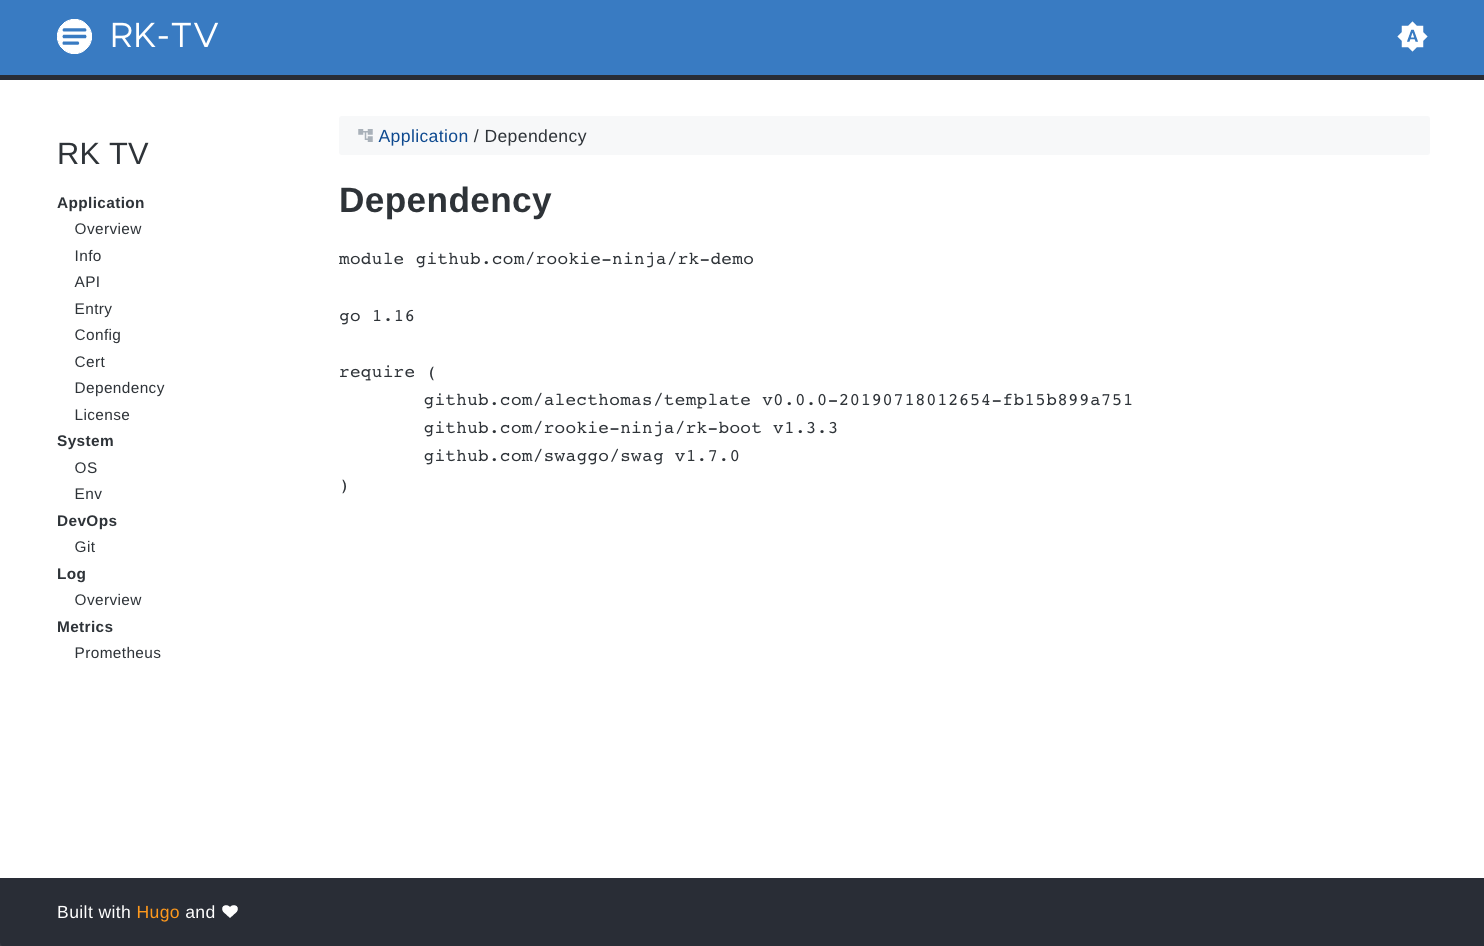 RK-TV
A
RK TV
Application
Overview
Info
API
Entry
Config
Cert
Dependency
License
System
OS
Env
DevOps
Git
Log
Overview
Metrics
Prometheus
Application / Dependency
Dependency
module github.com/rookie-ninja/rk-demo
go 1.16
require (
github.com/alecthomas/template v0.0.0-20190718012654-fb15b899a751
github.com/rookie-ninja/rk-boot v1.3.3
github.com/swaggo/swag v1.7.0
)
Built with Hugo and ♥